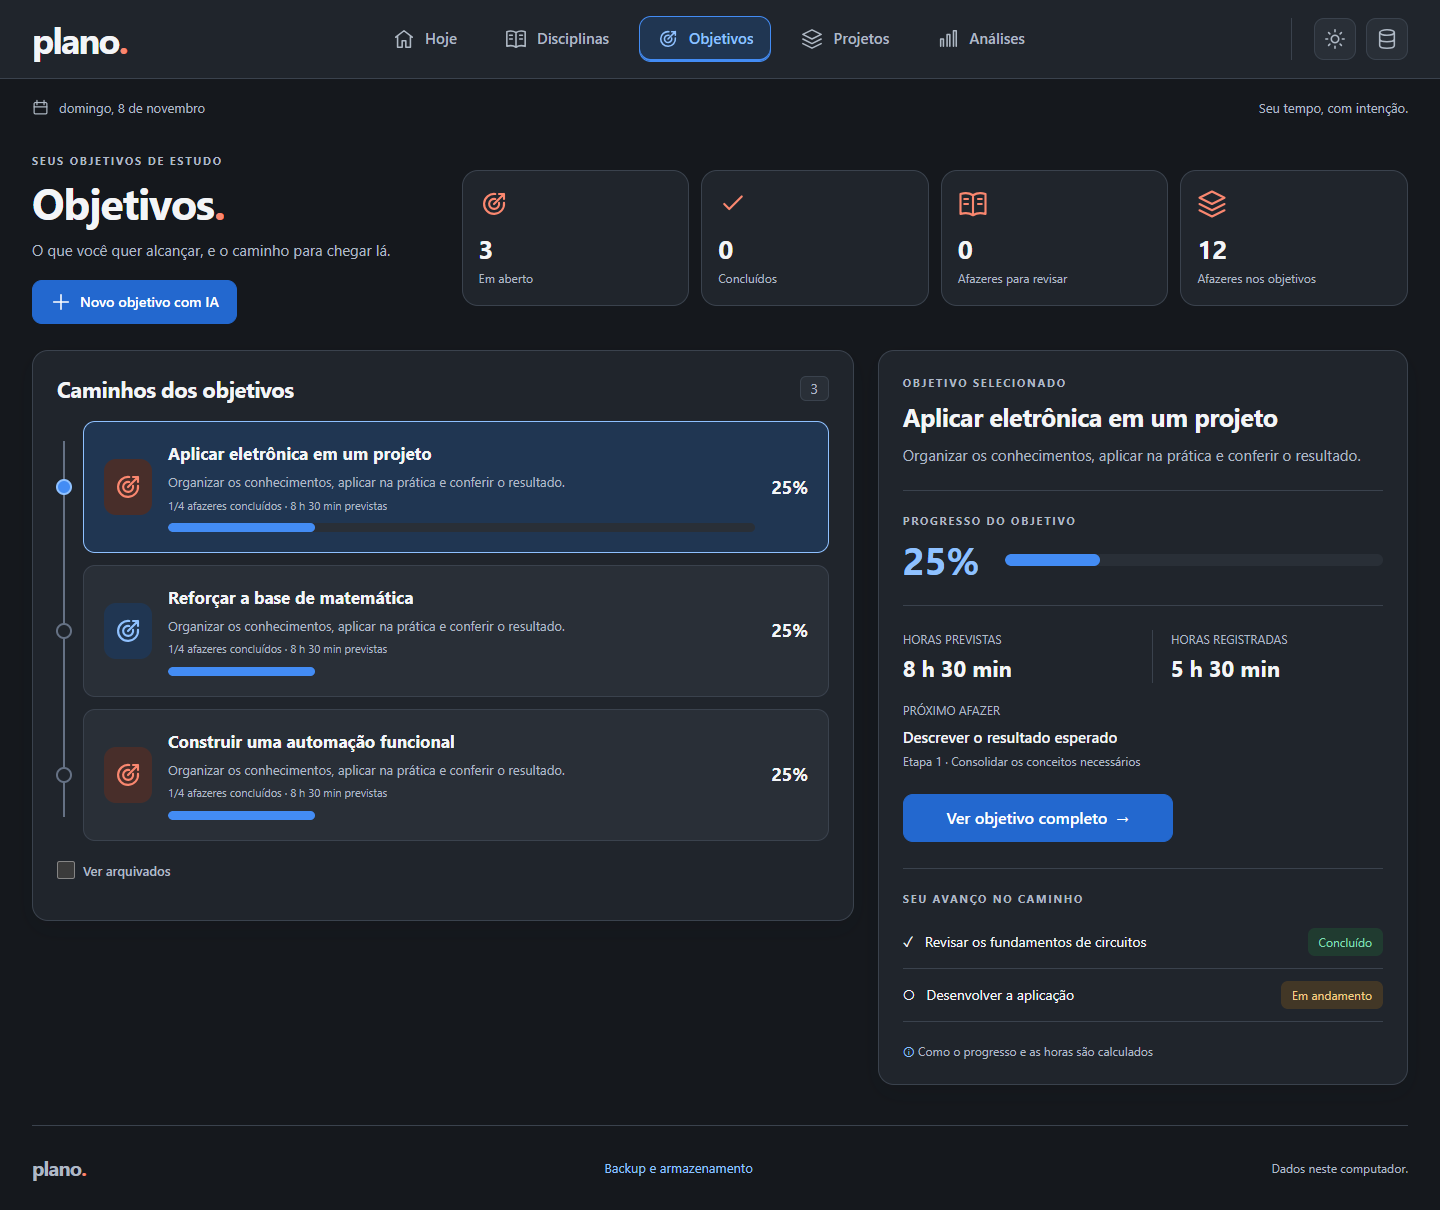 plano.
Hoje
Disciplinas
Objetivos
Projetos
Análises
domingo, 8 de novembro
Seu tempo, com intenção.
SEUS OBJETIVOS DE ESTUDO
Objetivos.
O que você quer alcançar, e o caminho para chegar lá.
Novo objetivo com IA
3
Em aberto
0
Concluídos
0
Afazeres para revisar
12
Afazeres nos objetivos
Caminhos dos objetivos
3
Aplicar eletrônica em um projeto
Organizar os conhecimentos, aplicar na prática e conferir o resultado.
1/4 afazeres concluídos · 8 h 30 min previstas
25%
Reforçar a base de matemática
Organizar os conhecimentos, aplicar na prática e conferir o resultado.
1/4 afazeres concluídos · 8 h 30 min previstas
25%
Construir uma automação funcional
Organizar os conhecimentos, aplicar na prática e conferir o resultado.
1/4 afazeres concluídos · 8 h 30 min previstas
25%
Ver arquivados
OBJETIVO SELECIONADO
Aplicar eletrônica em um projeto
Organizar os conhecimentos, aplicar na prática e conferir o resultado.
PROGRESSO DO OBJETIVO
25%
HORAS PREVISTAS
8 h 30 min
HORAS REGISTRADAS
5 h 30 min
PRÓXIMO AFAZER
Descrever o resultado esperado
Etapa 1 · Consolidar os conceitos necessários
Ver objetivo completo →
SEU AVANÇO NO CAMINHO
✓ Revisar os fundamentos de circuitos
Concluído
○ Desenvolver a aplicação
Em andamento
Como o progresso e as horas são calculados
plano.
Backup e armazenamento
Dados neste computador.